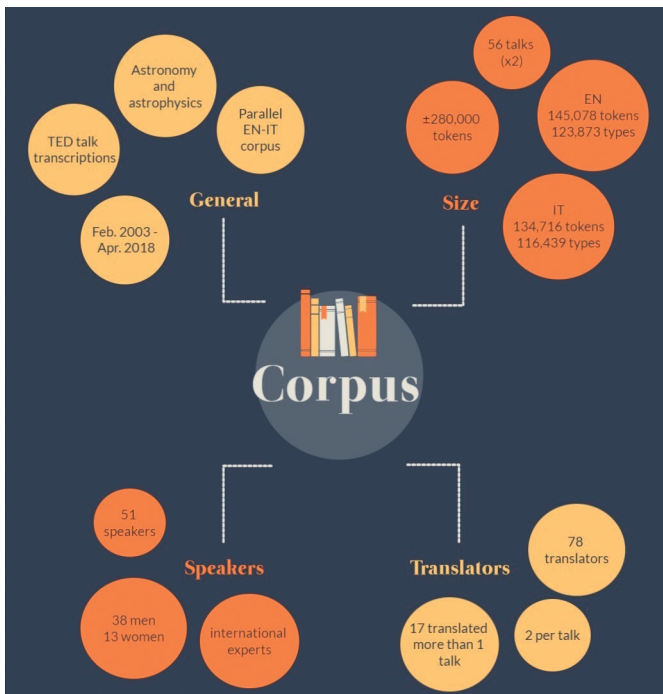 Astronomy
and
astrophysics
Parallel
EN-IT
corpus
TED talk
transcriptions
Feb. 2003 -
Apr. 2018
General
56 talks
(x2)
±280,000
tokens
EN
145,078 tokens
123,873 types
IT
134,716 tokens
116,439 types
Size
Corpus
51
speakers
Speakers
38 men
13 women
international
experts
Translators
78
translators
17 translated
more than 1
talk
2 per talk